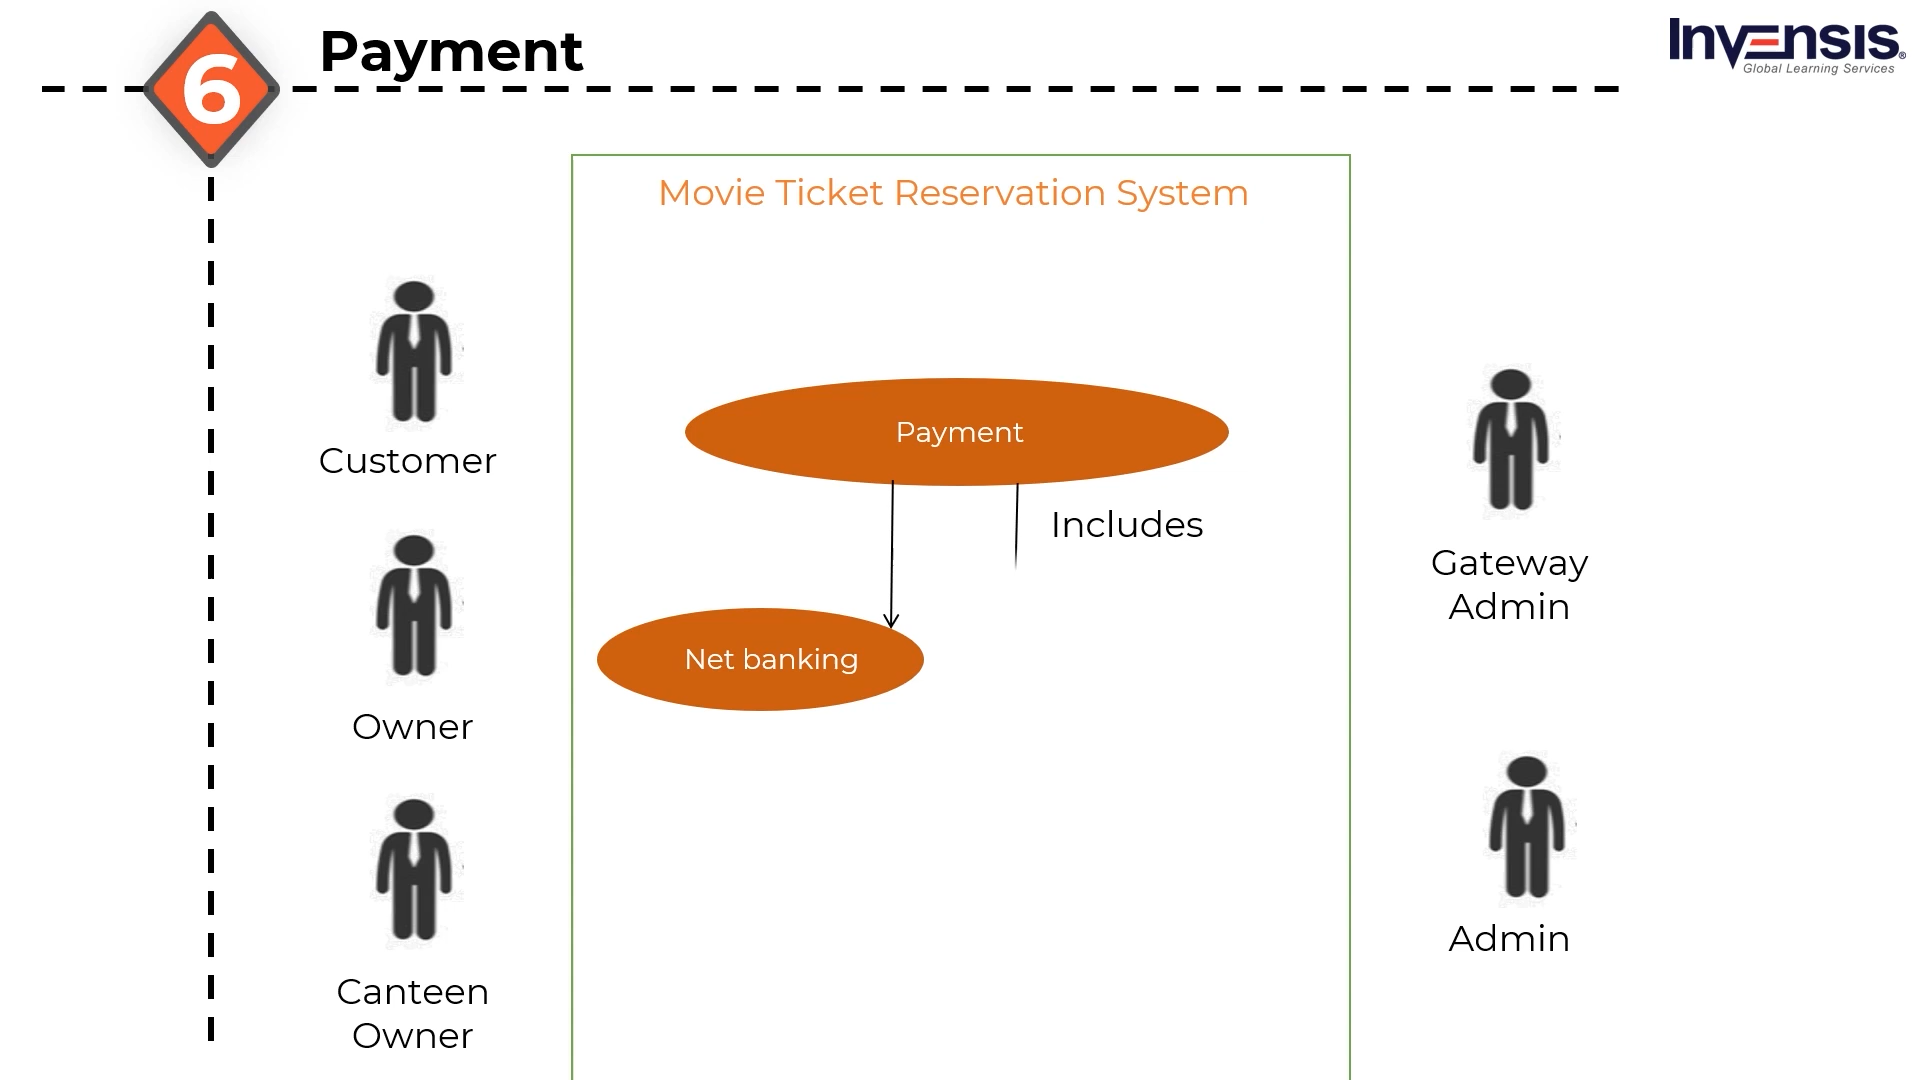 6
Payment
Invensis®
Global Learning Services
Movie Ticket Reservation System
Customer
Payment
Includes
Gateway
Admin
Net banking
Owner
Admin
Canteen
Owner